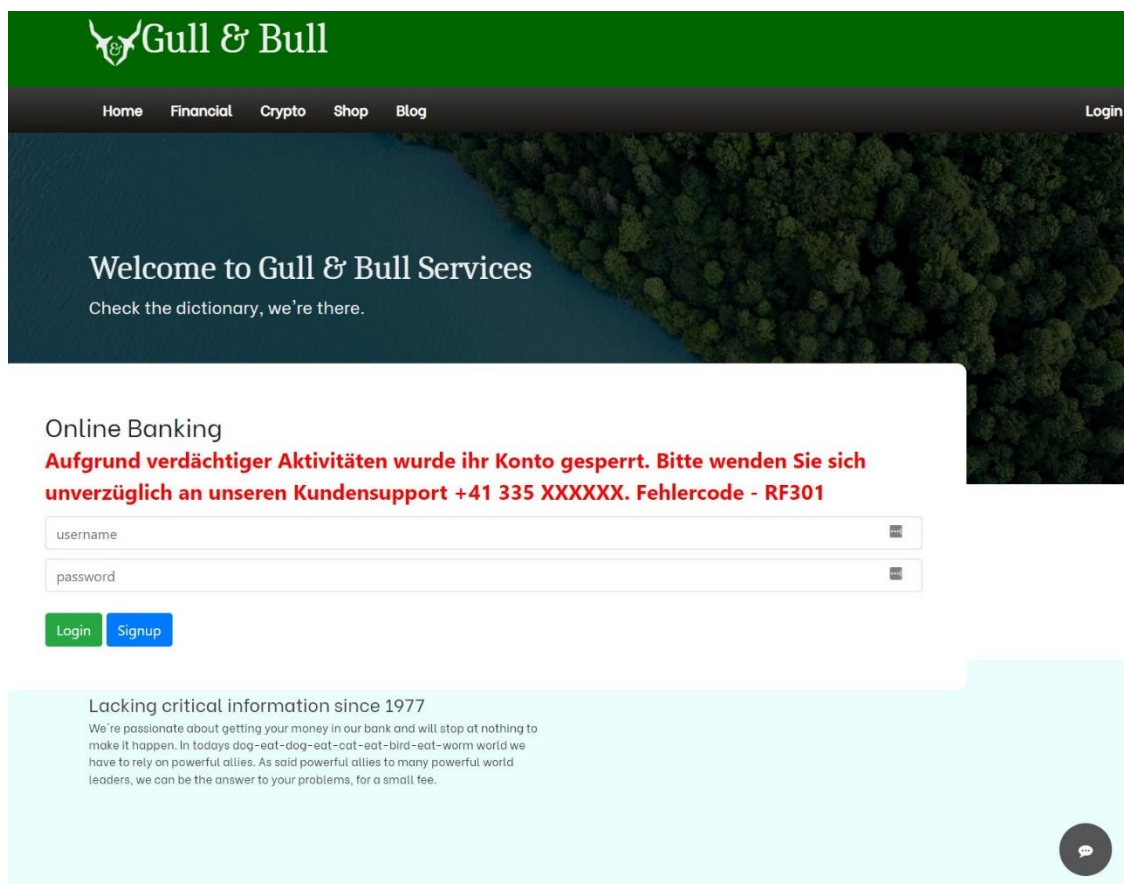 & Gull & Bull
Home Financial Crypto Shop Blog Login
Welcome to Gull & Bull Services
Check the dictionary, we're there.
Online Banking
Aufgrund verdächtiger Aktivitäten wurde ihr Konto gesperrt. Bitte wenden Sie sich
unverzüglich an unseren Kundensupport +41 335 XXXXXX. Fehlercode - RF301
username
password
Login Signup
Lacking critical information since 1977
We're passionate about getting your money in our bank and will stop at nothing to
make it happen. In todays dog-eat-dog-eat-cat-eat-bird-eat-worm world we
have to rely on powerful allies. As said powerful allies to many powerful world
leaders, we can be the answer to your problems, for a small fee.